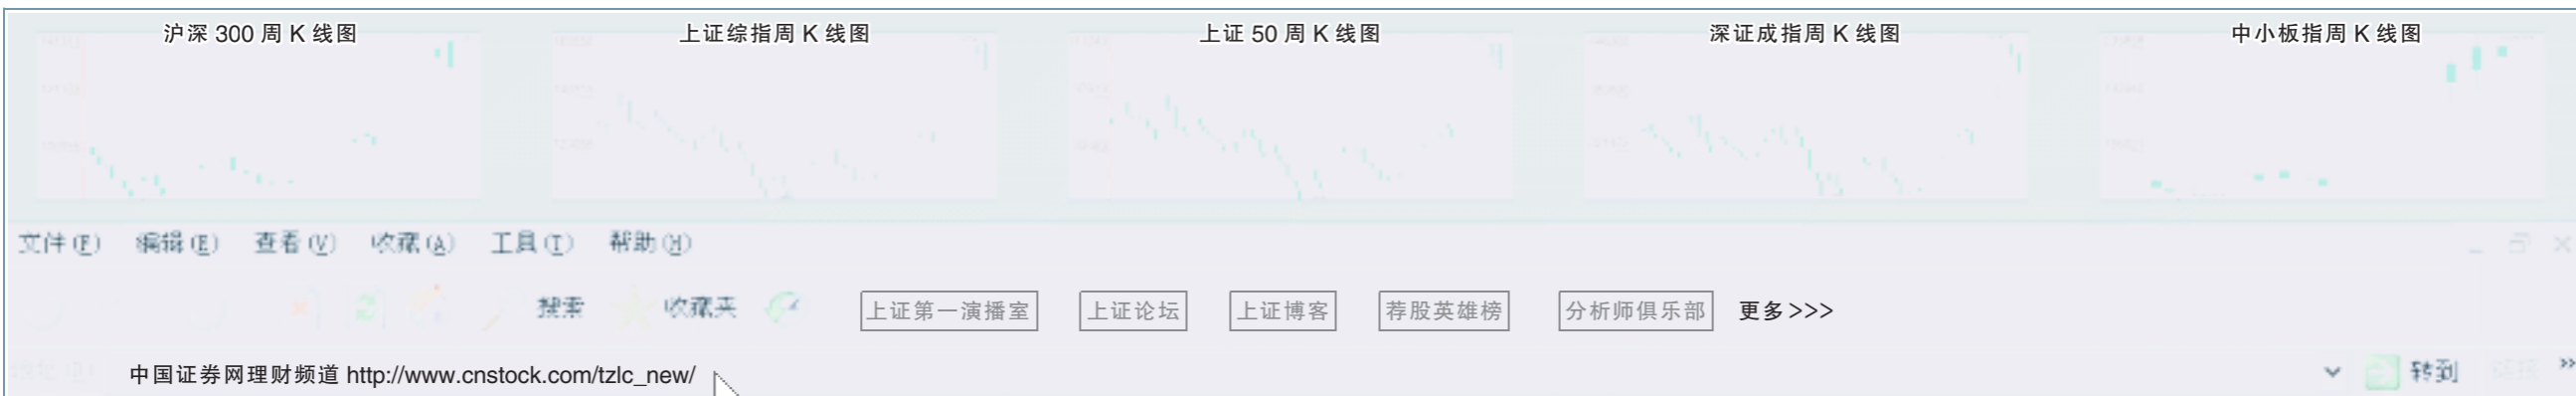 沪深 300 周 K 线图 上证综指周 K 线图 上证 50 周 K 线图 深证成指周 K 线图 中小板指周 K 线图
文件(F) 编辑(E) 查看(V) 收藏(A) 工具(T) 帮助(H)
搜索 收藏夹 上证第一演播室 上证论坛 上证博客 荐股英雄榜 分析师俱乐部 更多>>>
中国证券网理财频道 http://www.cnstock.com/tzlc_new/ 转到 »